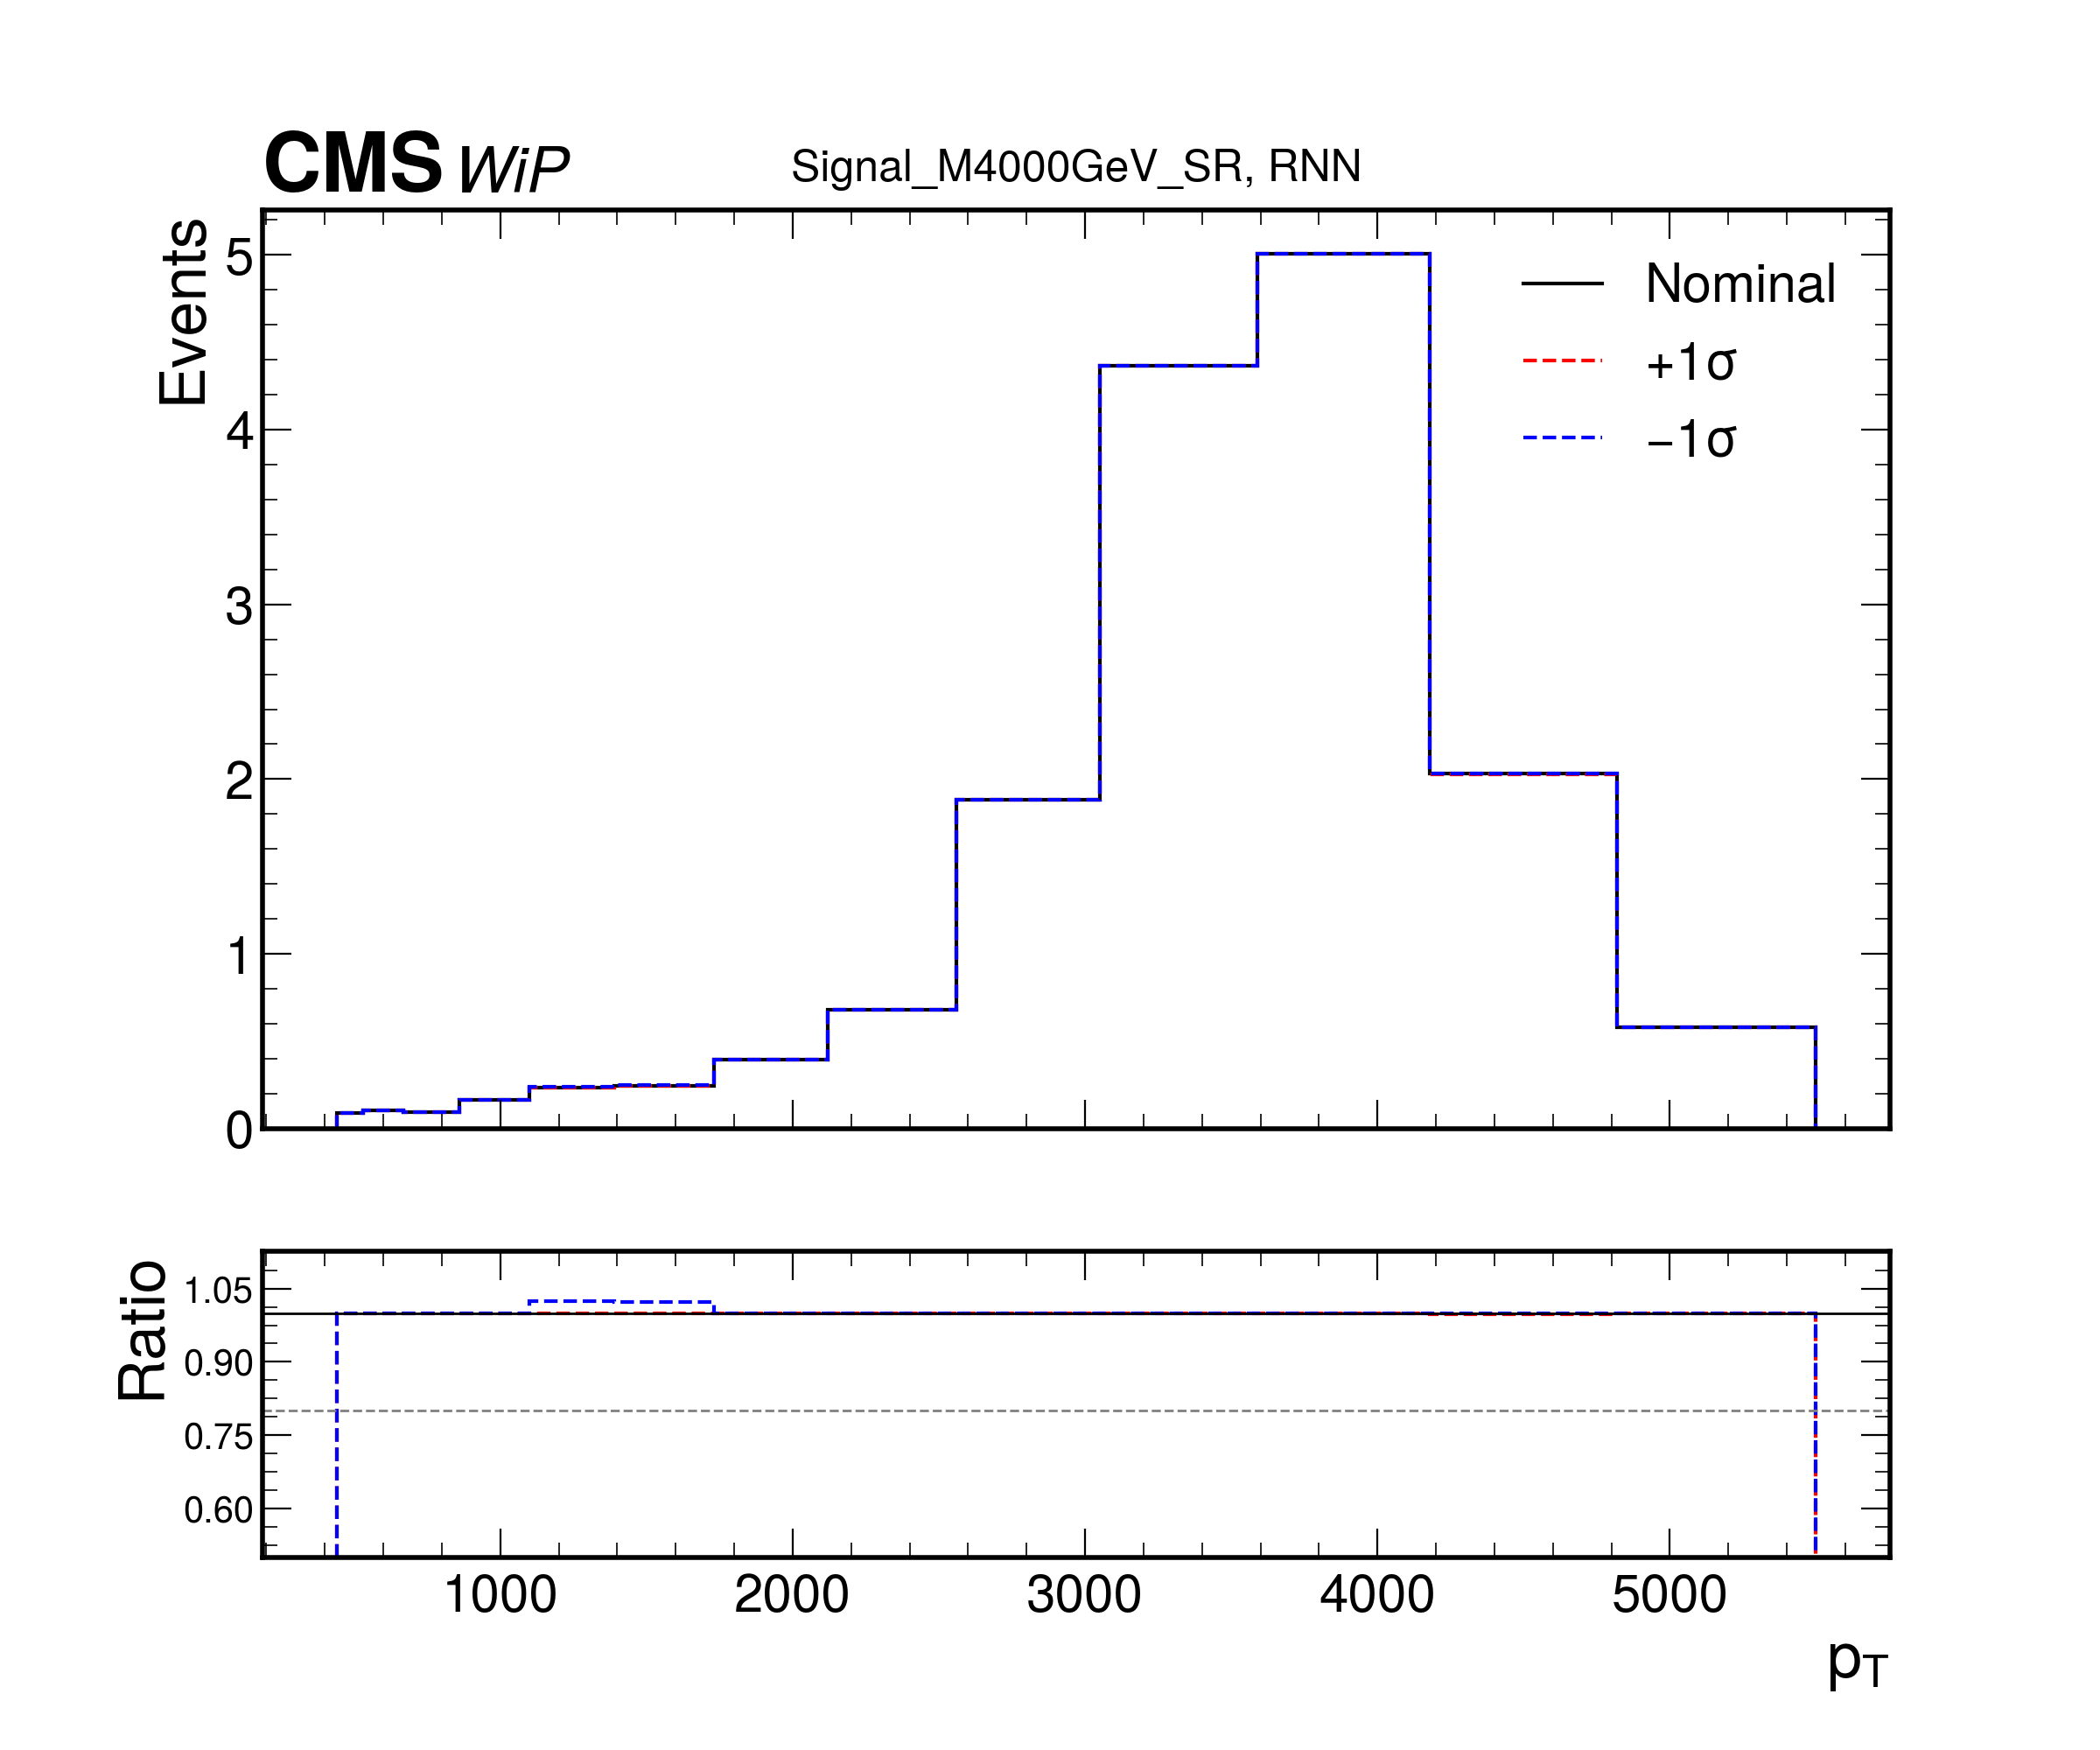 CMS WiP Signal_M4000GeV_SR, RNN
Events
5
4
3
2
1
0
Nominal
+1σ
−1σ
Ratio
1.05
0.90
0.75
0.60
1000 2000 3000 4000 5000
pT